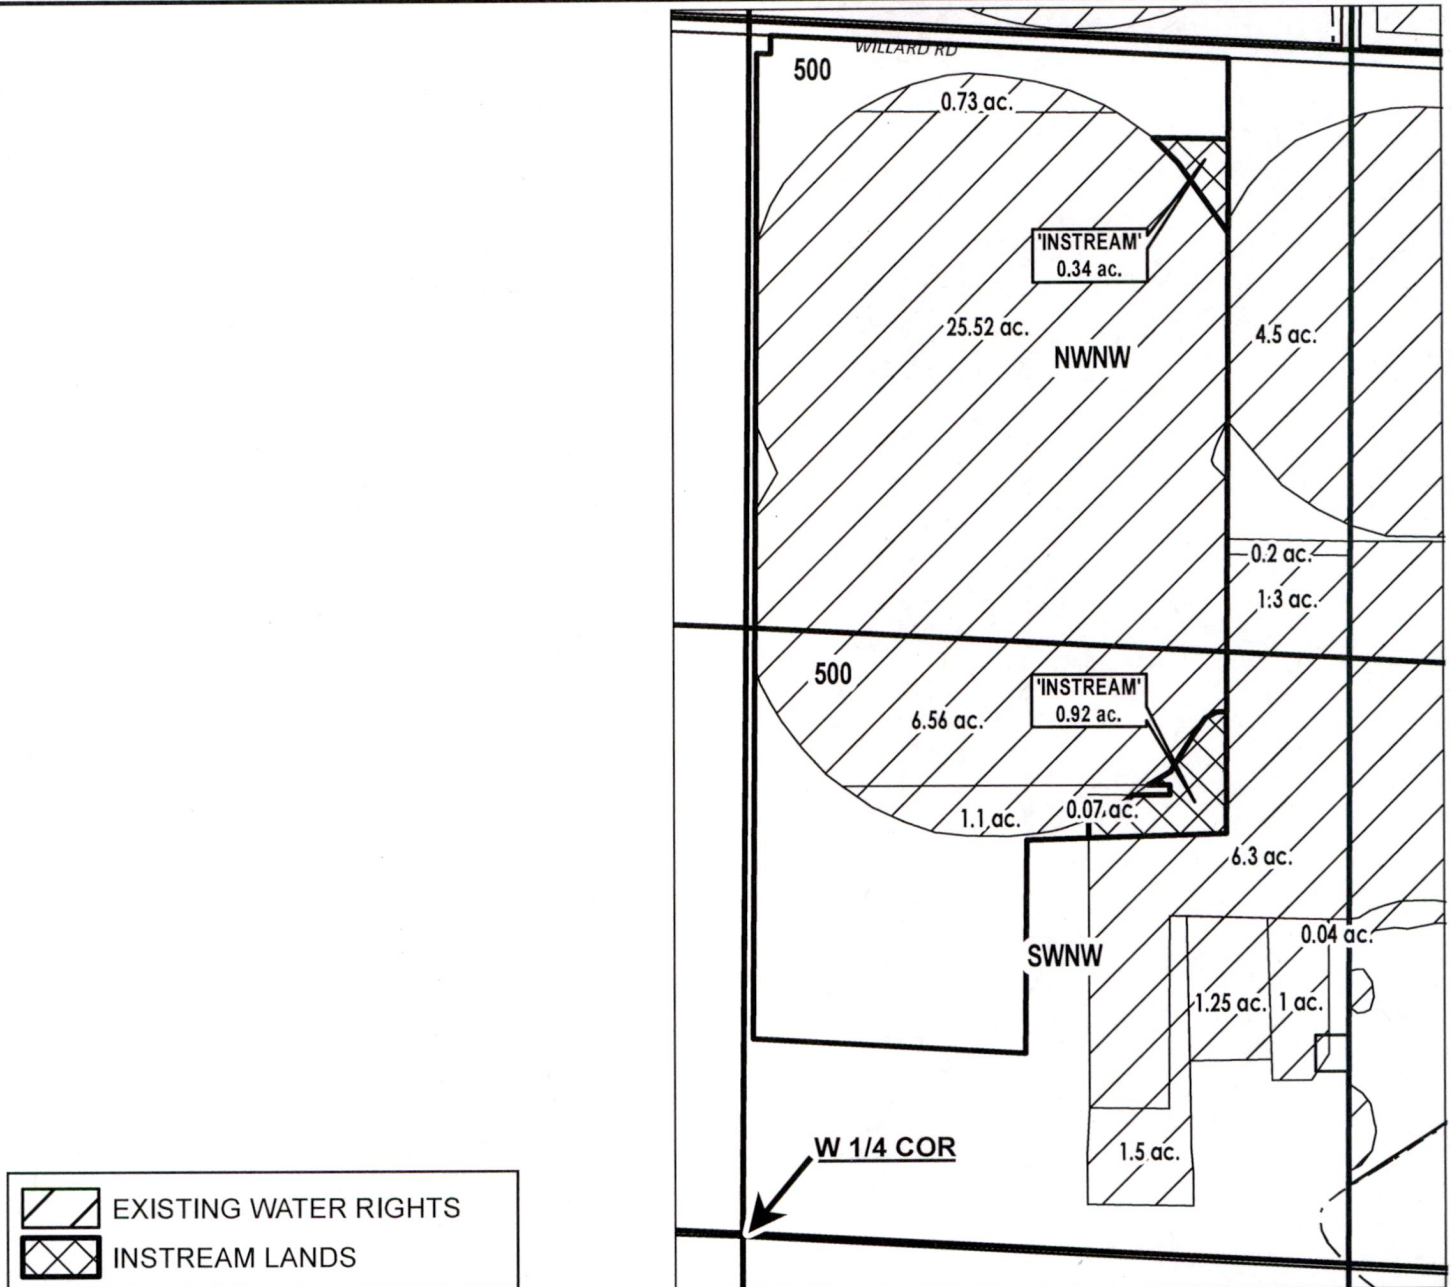 WILLARD RD
500
0.73 ac.
'INSTREAM'
0.34 ac.
25.52 ac.
NWNW
4.5 ac.
0.2 ac.
1.3 ac.
500
'INSTREAM'
0.92 ac.
6.56 ac.
1.1 ac.
0.07 ac.
6.3 ac.
0.04 ac.
SWNW
1.25 ac.
1 ac.
W 1/4 COR
1.5 ac.
EXISTING WATER RIGHTS
INSTREAM LANDS